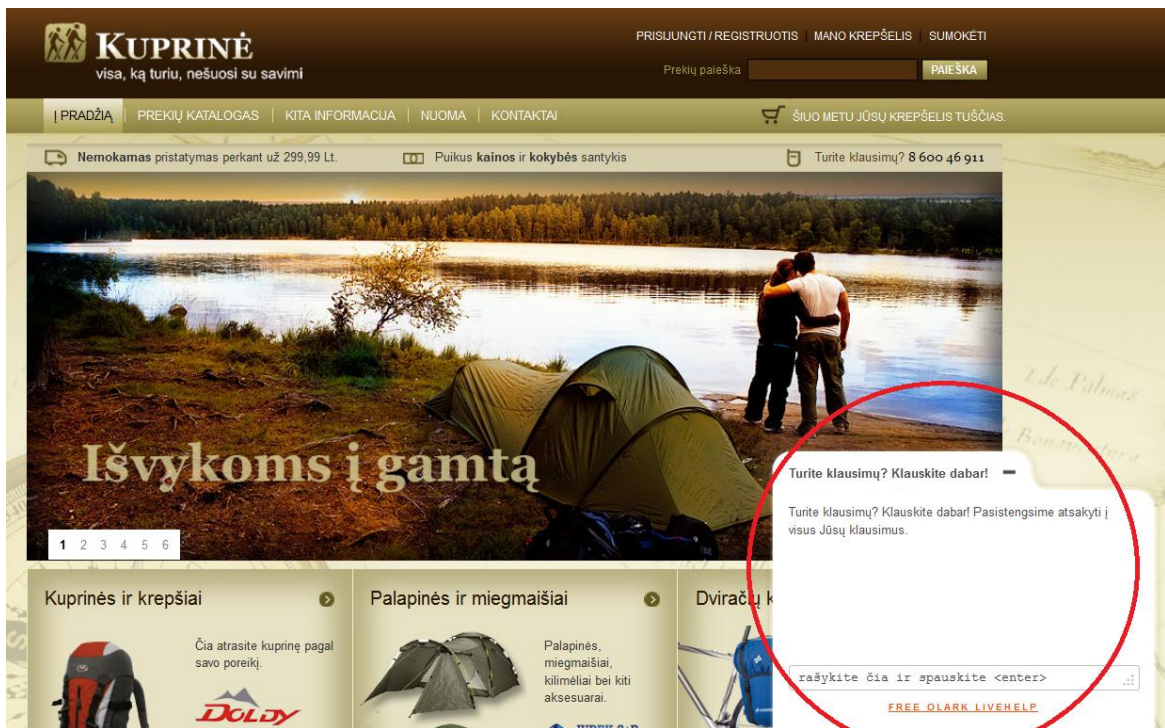 KUPRINĖ
visa, ką turiu, nešuosi su savimi
PRISIJUNGTI / REGISTRUOTIS | MANO KREPŠELIS | SUMOKĖTI
Prekių paieška PAIEŠKA
Į PRADŽIĄ | PREKIŲ KATALOGAS | KITA INFORMACIJA | NUOMA | KONTAKTAI
ŠIUO METU JŪSŲ KREPŠELIS TUŠČIAS.
Nemokamas pristatymas perkant už 299,99 Lt.
Puikus kainos ir kokybės santykis
Turite klausimų? 8 600 46 911
Išvykoms į gamtą
1 2 3 4 5 6
Turite klausimų? Klauskite dabar!
Turite klausimų? Klauskite dabar! Pasistengsime atsakyti į
visus Jūsų klausimus.
rašykite čia ir spauskite <enter>
FREE OLARK LIVEHELP
Kuprinės ir krepšiai
Čia atrasite kuprinę pagal
savo poreikį.
DOLDY
Palapinės ir miegmaišiai
Palapinės,
miegmaišiai,
kilimėliai bei kiti
aksesuarai.
Dviračių